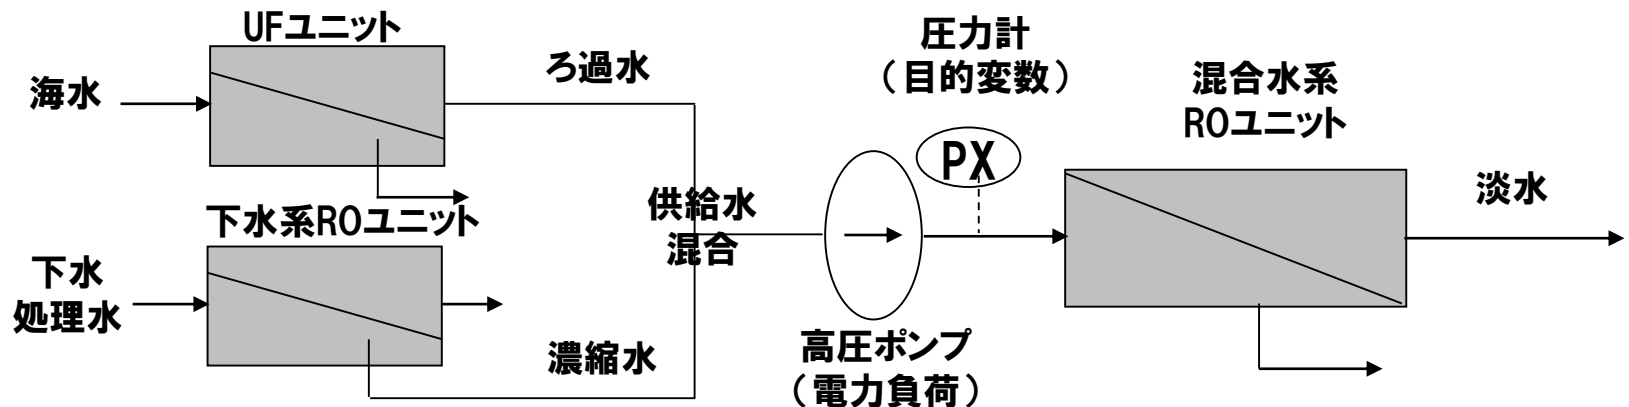 UFユニット
海水
ろ過水
圧力計
（目的変数）
混合水系
ROユニット
PX
淡水
供給水
混合
下水系ROユニット
下水
処理水
濃縮水
高圧ポンプ
（電力負荷）